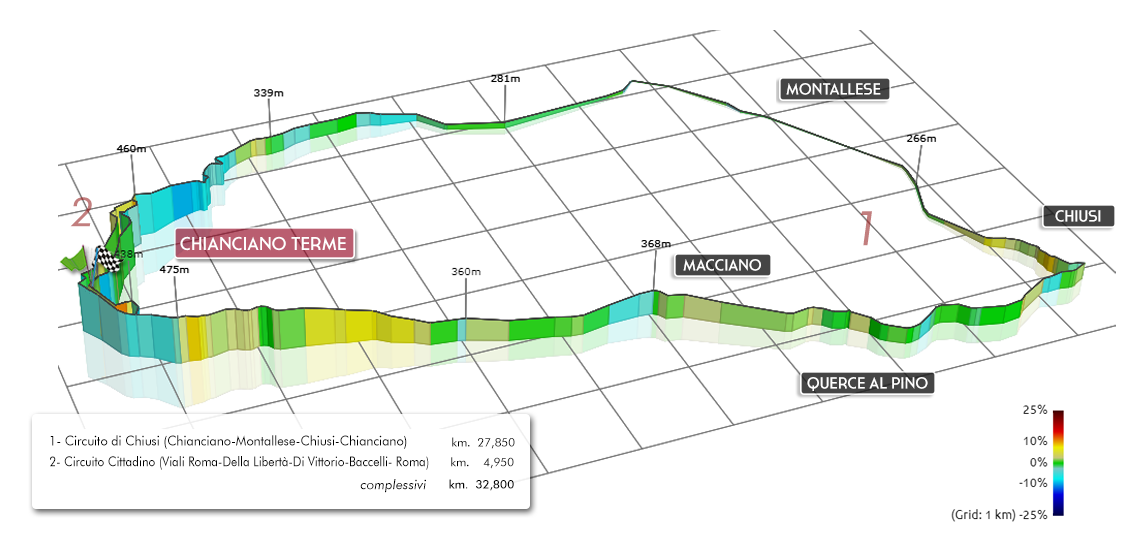 281m
339m
MONTALLESE
266m
460m
2
CHIUSI
1
CHIANCIANO TERME
368m
475m
360m
MACCIANO
QUERCE AL PINO
1- Circuito di Chiusi (Chianciano-Montallese-Chiusi-Chianciano) km. 27,850
2- Circuito Cittadino (Viali Roma-Della Libertà-Di Vittorio-Baccelli- Roma) km. 4,950
complessivi km. 32,800
25%
10%
0%
-10%
(Grid: 1 km) -25%